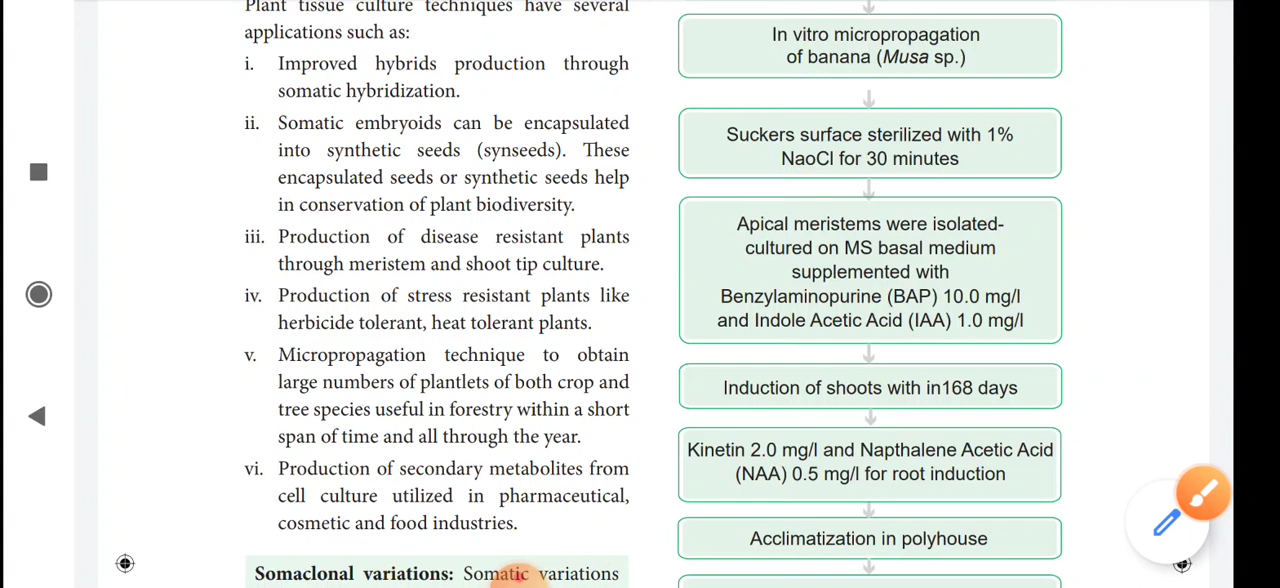 Plant tissue culture techniques have several
applications such as:
i. Improved hybrids production through
somatic hybridization.
ii. Somatic embryoids can be encapsulated
into synthetic seeds (synseeds). These
encapsulated seeds or synthetic seeds help
in conservation of plant biodiversity.
iii. Production of disease resistant plants
through meristem and shoot tip culture.
iv. Production of stress resistant plants like
herbicide tolerant, heat tolerant plants.
v. Micropropagation technique to obtain
large numbers of plantlets of both crop and
tree species useful in forestry within a short
span of time and all through the year.
vi. Production of secondary metabolites from
cell culture utilized in pharmaceutical,
cosmetic and food industries.
Somaclonal variations: Somatic variations
In vitro micropropagation
of banana (Musa sp.)
Suckers surface sterilized with 1%
NaoCl for 30 minutes
Apical meristems were isolated-
cultured on MS basal medium
supplemented with
Benzylaminopurine (BAP) 10.0 mg/l
and Indole Acetic Acid (IAA) 1.0 mg/l
Induction of shoots with in168 days
Kinetin 2.0 mg/l and Napthalene Acetic Acid
(NAA) 0.5 mg/l for root induction
Acclimatization in polyhouse